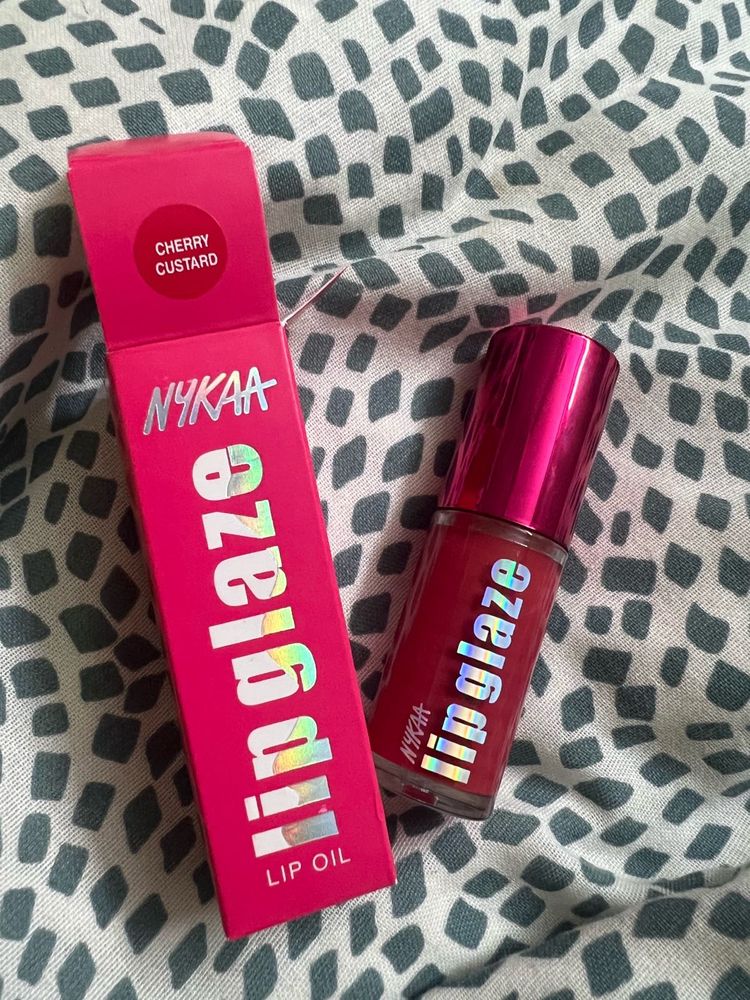 CHERRY
CUSTARD
NYKAA
lip glaze
LIP OIL
NYKAA
lip glaze